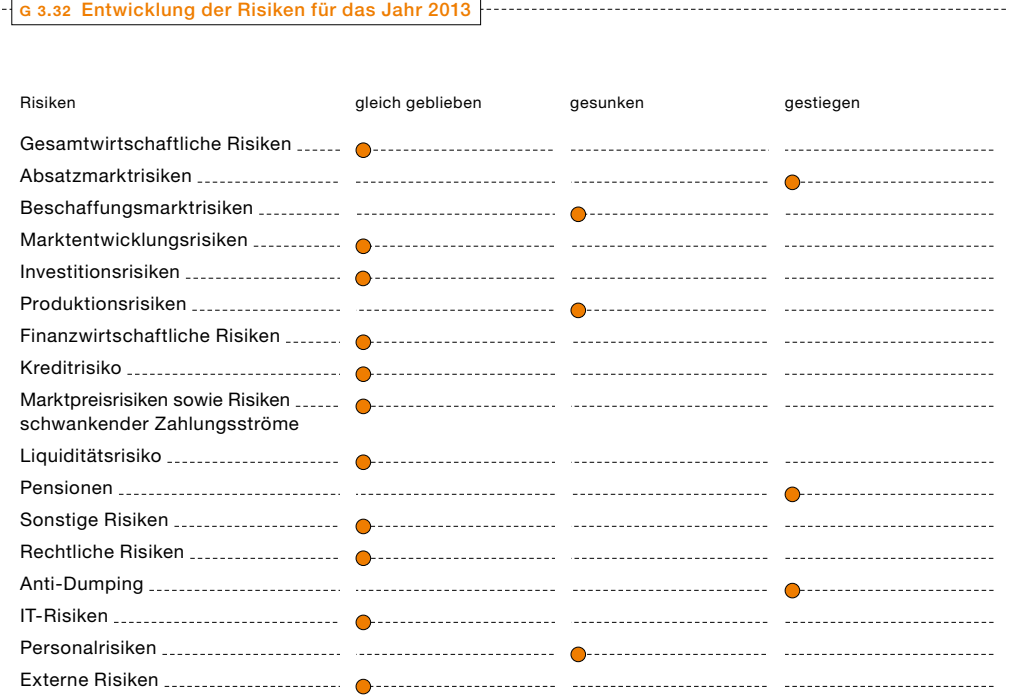 G 3.32 Entwicklung der Risiken für das Jahr 2013
Risiken gleich geblieben gesunken gestiegen
Gesamtwirtschaftliche Risiken
Absatzmarktrisiken
Beschaffungsmarktrisiken
Marktentwicklungsrisiken
Investitionsrisiken
Produktionsrisiken
Finanzwirtschaftliche Risiken
Kreditrisiko
Marktpreisrisiken sowie Risiken
schwankender Zahlungsströme
Liquiditätsrisiko
Pensionen
Sonstige Risiken
Rechtliche Risiken
Anti-Dumping
IT-Risiken
Personalrisiken
Externe Risiken